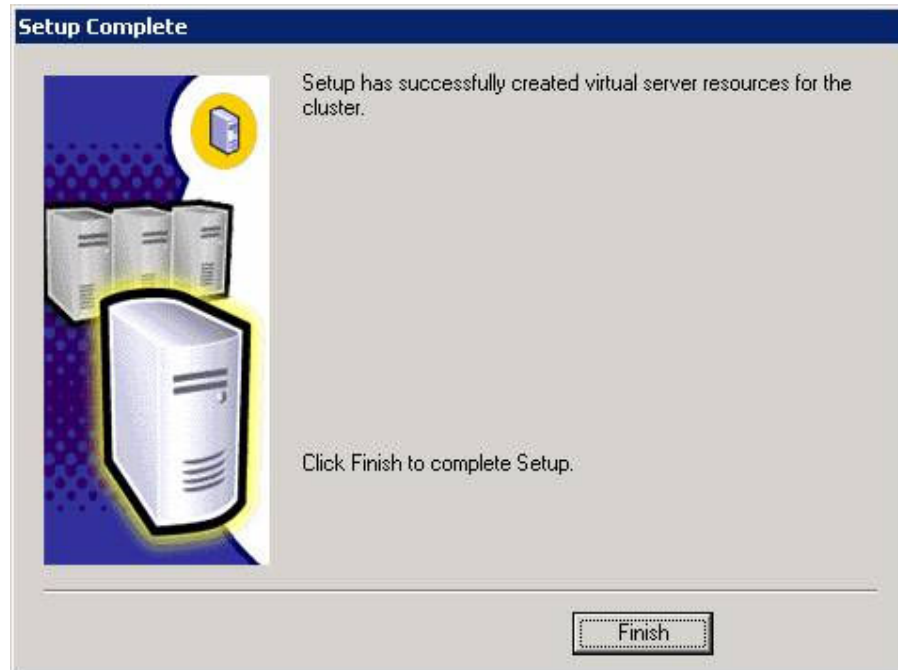 Setup Complete
Setup has successfully created virtual server resources for the
cluster.
Click Finish to complete Setup.
Finish